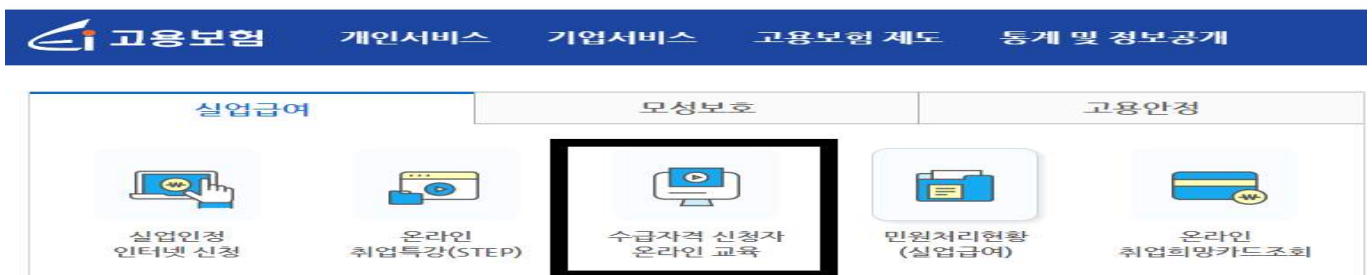 고용보험 개인서비스 기업서비스 고용보험 제도 통계 및 정보공개
실업급여 모성보호 고용안정
실업인정
인터넷 신청
온라인
취업특강(STEP)
수급자격 신청자
온라인 교육
민원처리현황
(실업급여)
온라인
취업희망카드조회